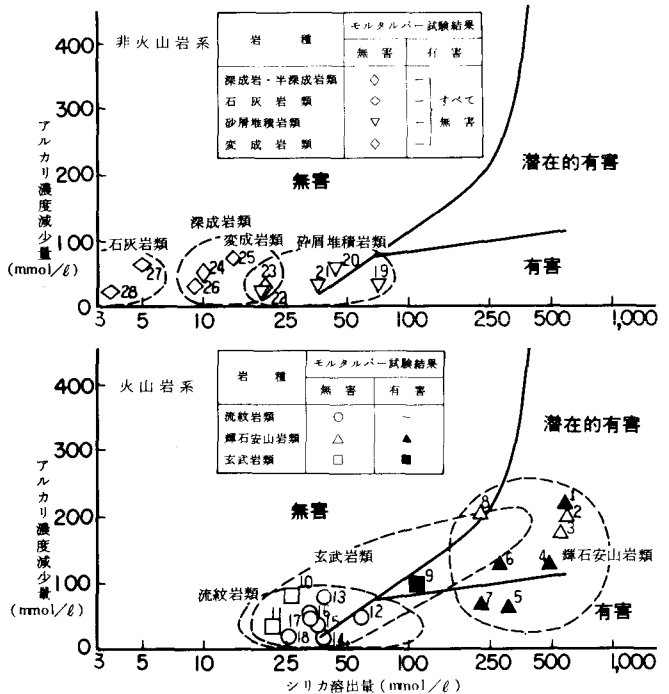 非火山岩系
岩種 モルタルバー試験結果
無害 有害
深成岩・半深成岩類 ◇ － すべて無害
石灰岩類 ◇ －
砂屑堆積岩類 ▽ －
変成岩類 ◇ －
アルカリ濃度減少量
(mmol/ℓ)
400
300
200
100
0
無害
潜在的有害
有害
石灰岩類
深成岩類
変成岩類
砕屑堆積岩類
28
27
26
24
25
23
22
21
20
19
3 5 10 25 50 100 250 500 1,000
火山岩系
岩種 モルタルバー試験結果
無害 有害
流紋岩類 ○ －
輝石安山岩類 △ ▲
玄武岩類 □ ■
アルカリ濃度減少量
(mmol/ℓ)
400
300
200
100
0
無害
潜在的有害
有害
玄武岩類
流紋岩類
輝石安山岩類
8
1
2
3
4
6
7
5
9
10
13
11
17
16
15
12
18
14
3 5 10 25 50 100 250 500 1,000
シリカ溶出量(mmol/ℓ)